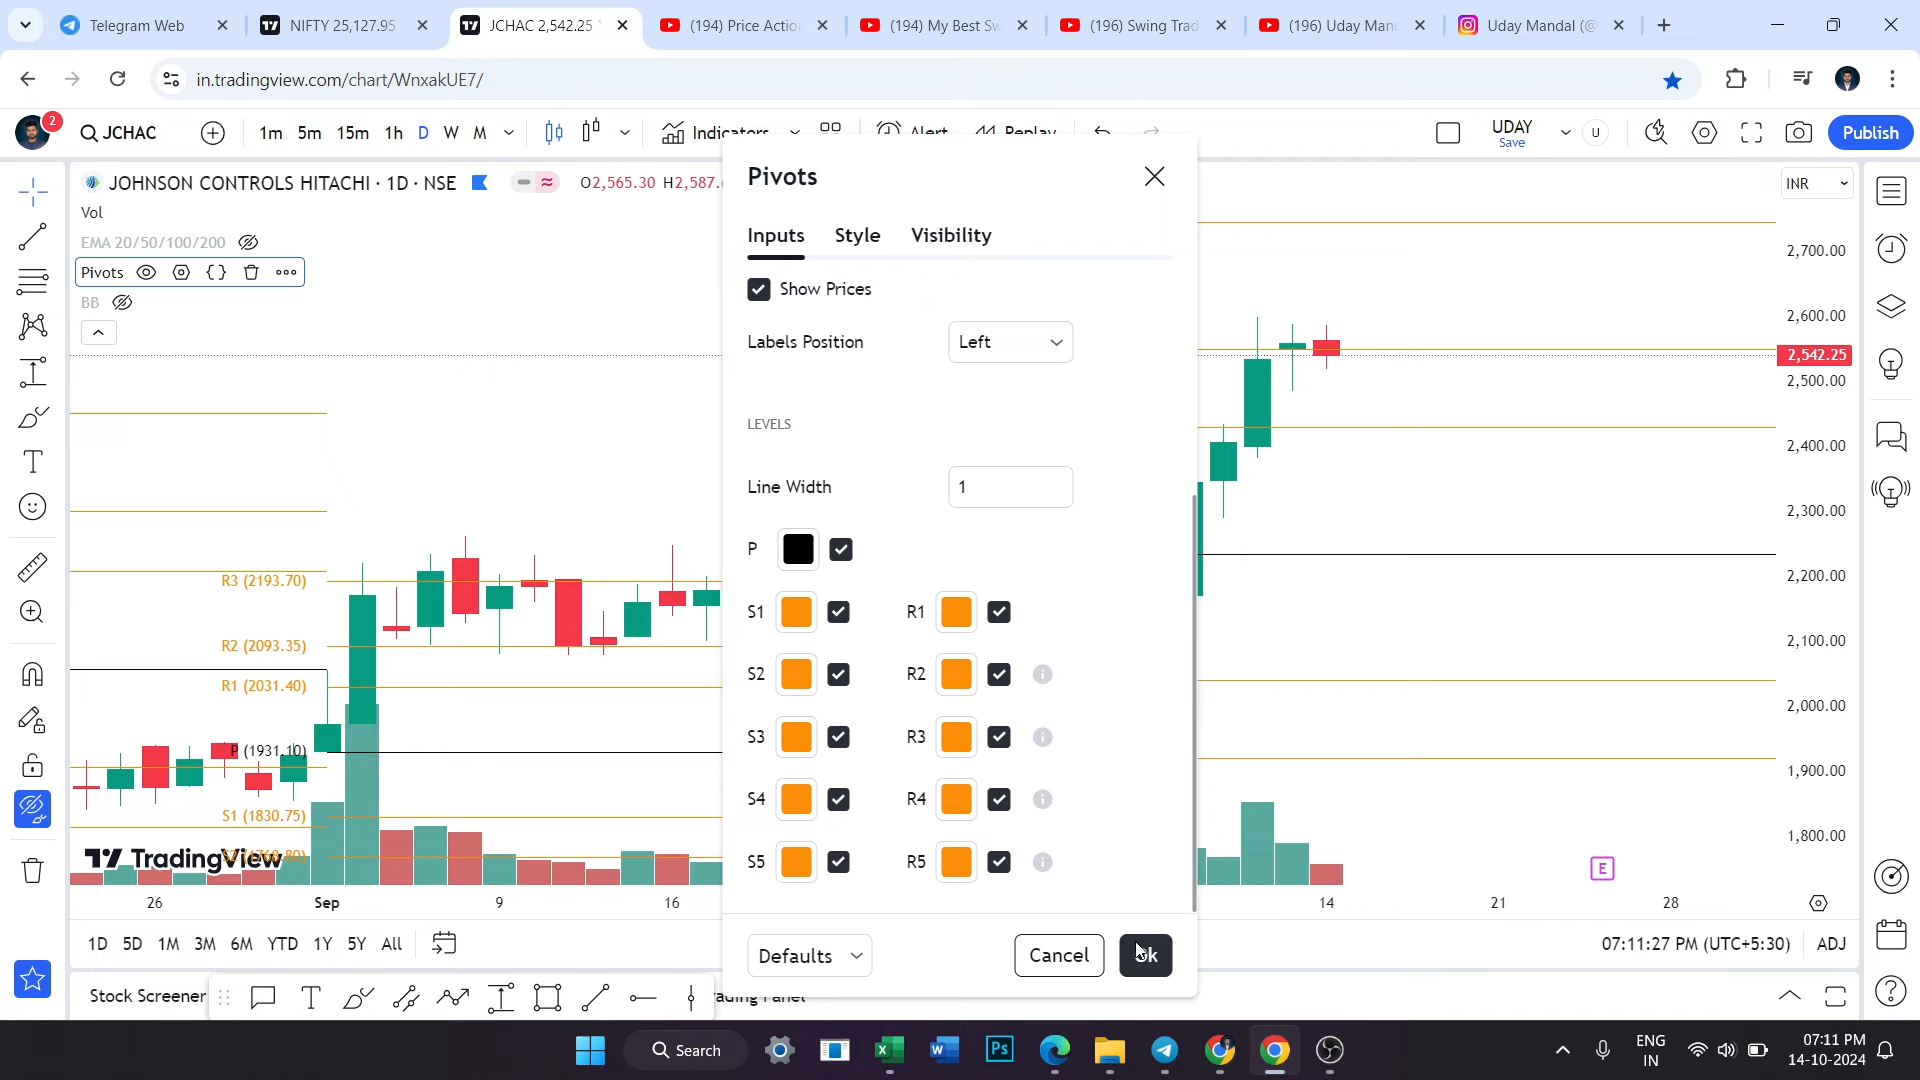 Telegram Web
NIFTY 25,127.95
JCHAC 2,542.25
(194) Price Actio
(194) My Best Sw
(196) Swing Trad
(196) Uday Man
Uday Mandal (@
in.tradingview.com/chart/WnxakUE7/
2
JCHAC
1m 5m 15m 1h D W M
Indicators
Alert
Replay
UDAY
Save
U
Publish
JOHNSON CONTROLS HITACHI · 1D · NSE
O2,565.30 H2,587.
INR
Vol
EMA 20/50/100/200
Pivots
BB
Pivots
Inputs Style Visibility
Show Prices
Labels Position Left
LEVELS
Line Width 1
P
S1 R1
S2 R2
S3 R3
S4 R4
S5 R5
Defaults
Cancel
Ok
R3 (2193.70)
R2 (2093.35)
R1 (2031.40)
P (1931.10)
S1 (1830.75)
S2 (1768.80)
TradingView
2,700.00
2,600.00
2,542.25
2,500.00
2,400.00
2,300.00
2,200.00
2,100.00
2,000.00
1,900.00
1,800.00
E
26 Sep 9 16 14 21 28
1D 5D 1M 3M 6M YTD 1Y 5Y All
07:11:27 PM (UTC+5:30) ADJ
Stock Screener
rading Panel
Search
ENG
IN
07:11 PM
14-10-2024